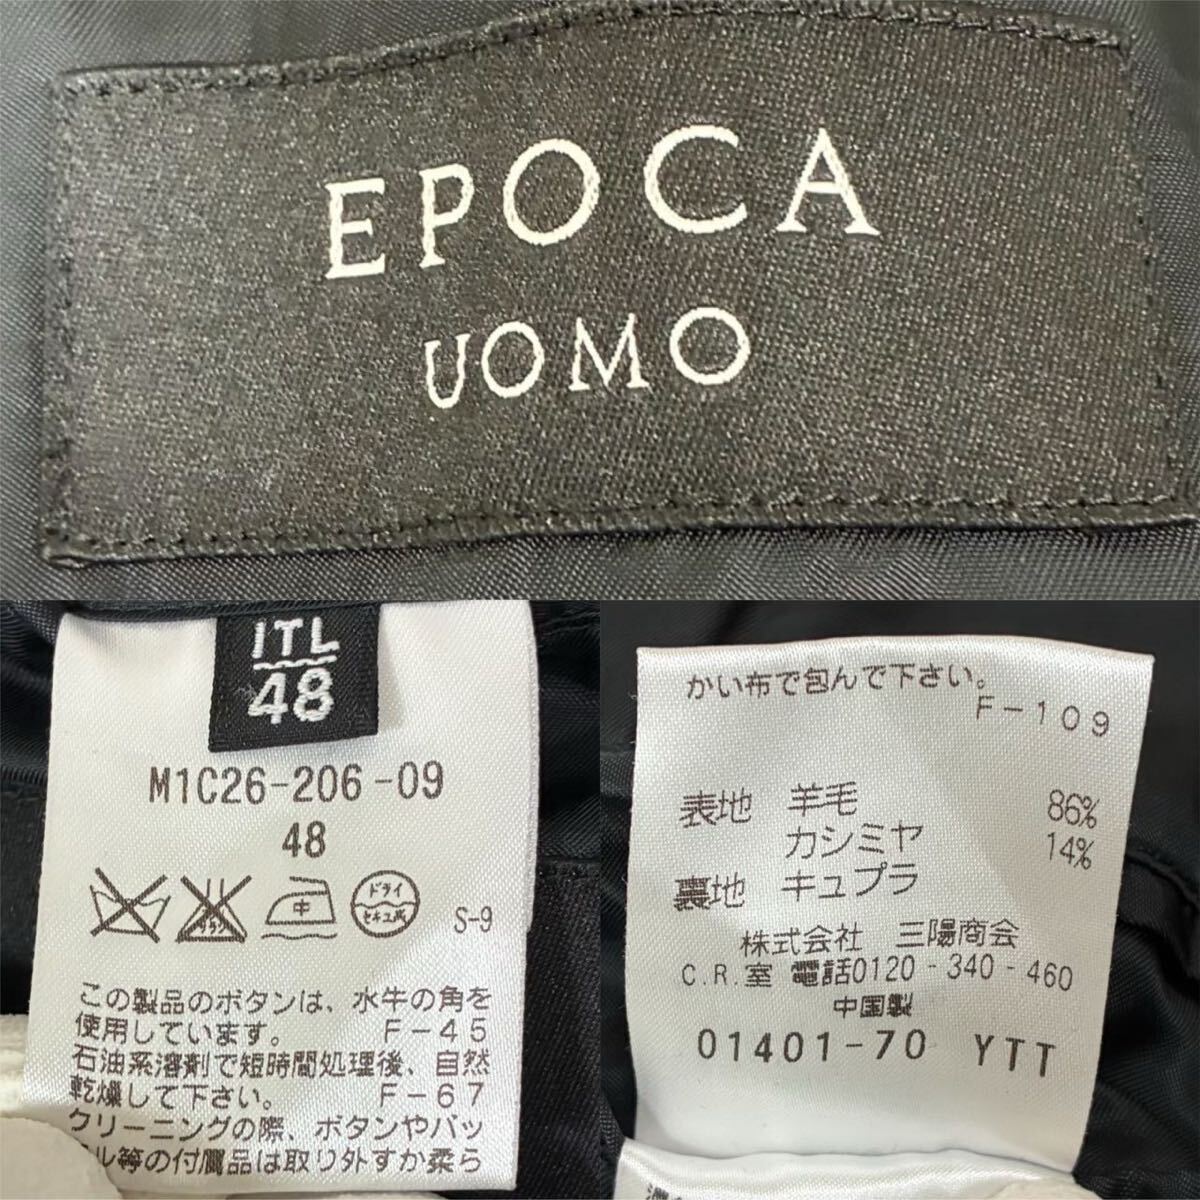 EPOCA
UOMO
ITL
48
M1C26-206-09
48
中
ドライ
セキユ系
S-9
この製品のボタンは、水牛の角を
使用しています。 F-45
石油系溶剤で短時間処理後、自然
乾燥して下さい。 F-67
クリーニングの際、ボタンやバッ
ル等の付属品は取り外すか柔ら
かい布で包んで下さい。
F-109
表地 羊毛 86%
カシミヤ 14%
裏地 キュプラ
株式会社 三陽商会
C.R.室 電話0120-340-460
中国製
01401-70 YTT